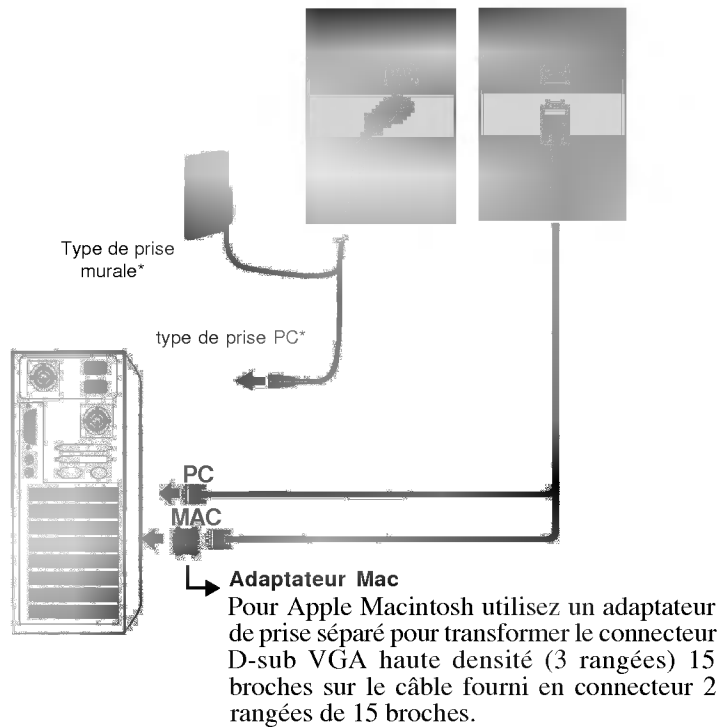 Type de prise
murale*
type de prise PC*
PC
MAC
Adaptateur Mac
Pour Apple Macintosh utilisez un adaptateur
de prise séparé pour transformer le connecteur
D-sub VGA haute densité (3 rangées) 15
broches sur le câble fourni en connecteur 2
rangées de 15 broches.